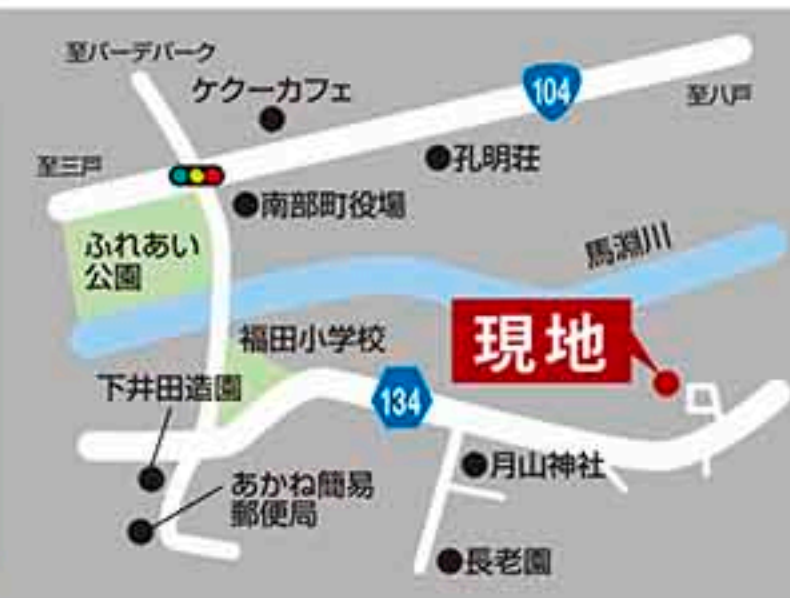 至バーデパーク
ケクーカフェ
104
至八戸
至三戸
孔明荘
南部町役場
ふれあい
公園
馬淵川
福田小学校
現地
下井田造園
134
月山神社
あかね簡易
郵便局
長老園